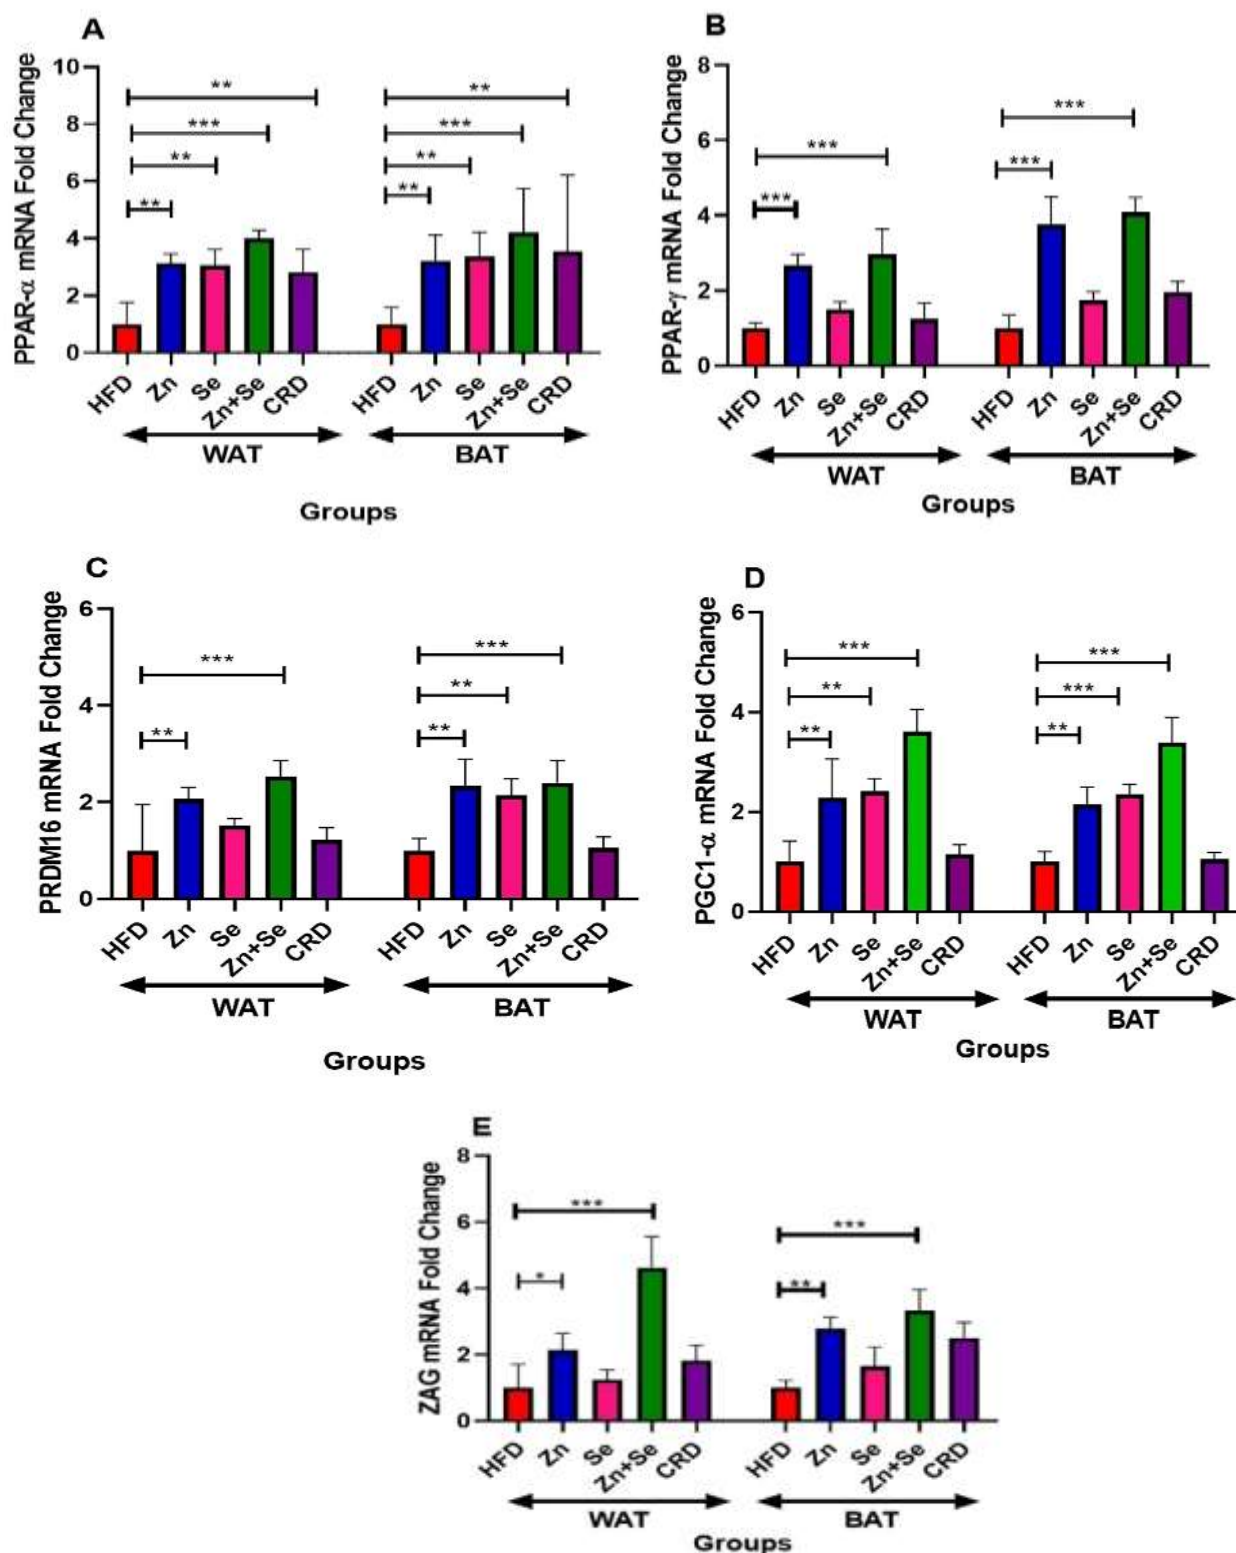 A
PPAR-α mRNA Fold Change
10
8
6
4
2
0
**
***
**
**
**
***
**
**
HFD Zn Se Zn+Se CRD HFD Zn Se Zn+Se CRD
WAT BAT
Groups
B
PPAR-γ mRNA Fold Change
8
6
4
2
0
***
***
***
***
HFD Zn Se Zn+Se CRD HFD Zn Se Zn+Se CRD
WAT BAT
Groups
C
PRDM16 mRNA Fold Change
6
4
2
0
***
**
***
**
**
HFD Zn Se Zn+Se CRD HFD Zn Se Zn+Se CRD
WAT BAT
Groups
D
PGC1-α mRNA Fold Change
6
4
2
0
***
**
**
***
***
**
HFD Zn Se Zn+Se CRD HFD Zn Se Zn+Se CRD
WAT BAT
Groups
E
ZAG mRNA Fold Change
8
6
4
2
0
***
*
***
**
HFD Zn Se Zn+Se CRD HFD Zn Se Zn+Se CRD
WAT BAT
Groups